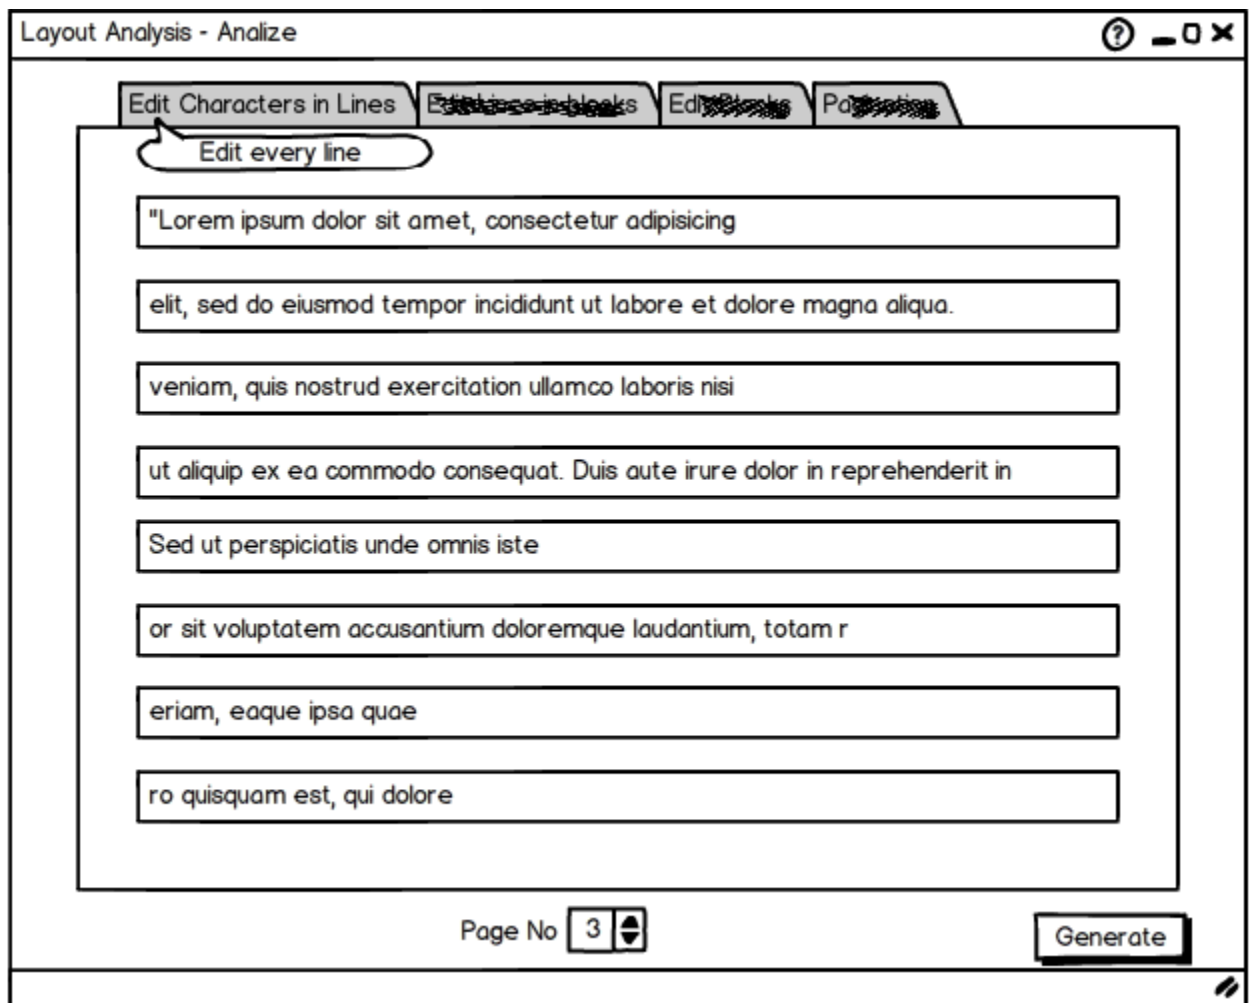 Layout Analysis - Analize
?
Edit Characters in Lines
Edit every line
"Lorem ipsum dolor sit amet, consectetur adipisicing
elit, sed do eiusmod tempor incididunt ut labore et dolore magna aliqua.
veniam, quis nostrud exercitation ullamco laboris nisi
ut aliquip ex ea commodo consequat. Duis aute irure dolor in reprehenderit in
Sed ut perspiciatis unde omnis iste
or sit voluptatem accusantium doloremque laudantium, totam r
eriam, eaque ipsa quae
ro quisquam est, qui dolore
Page No 3
Generate